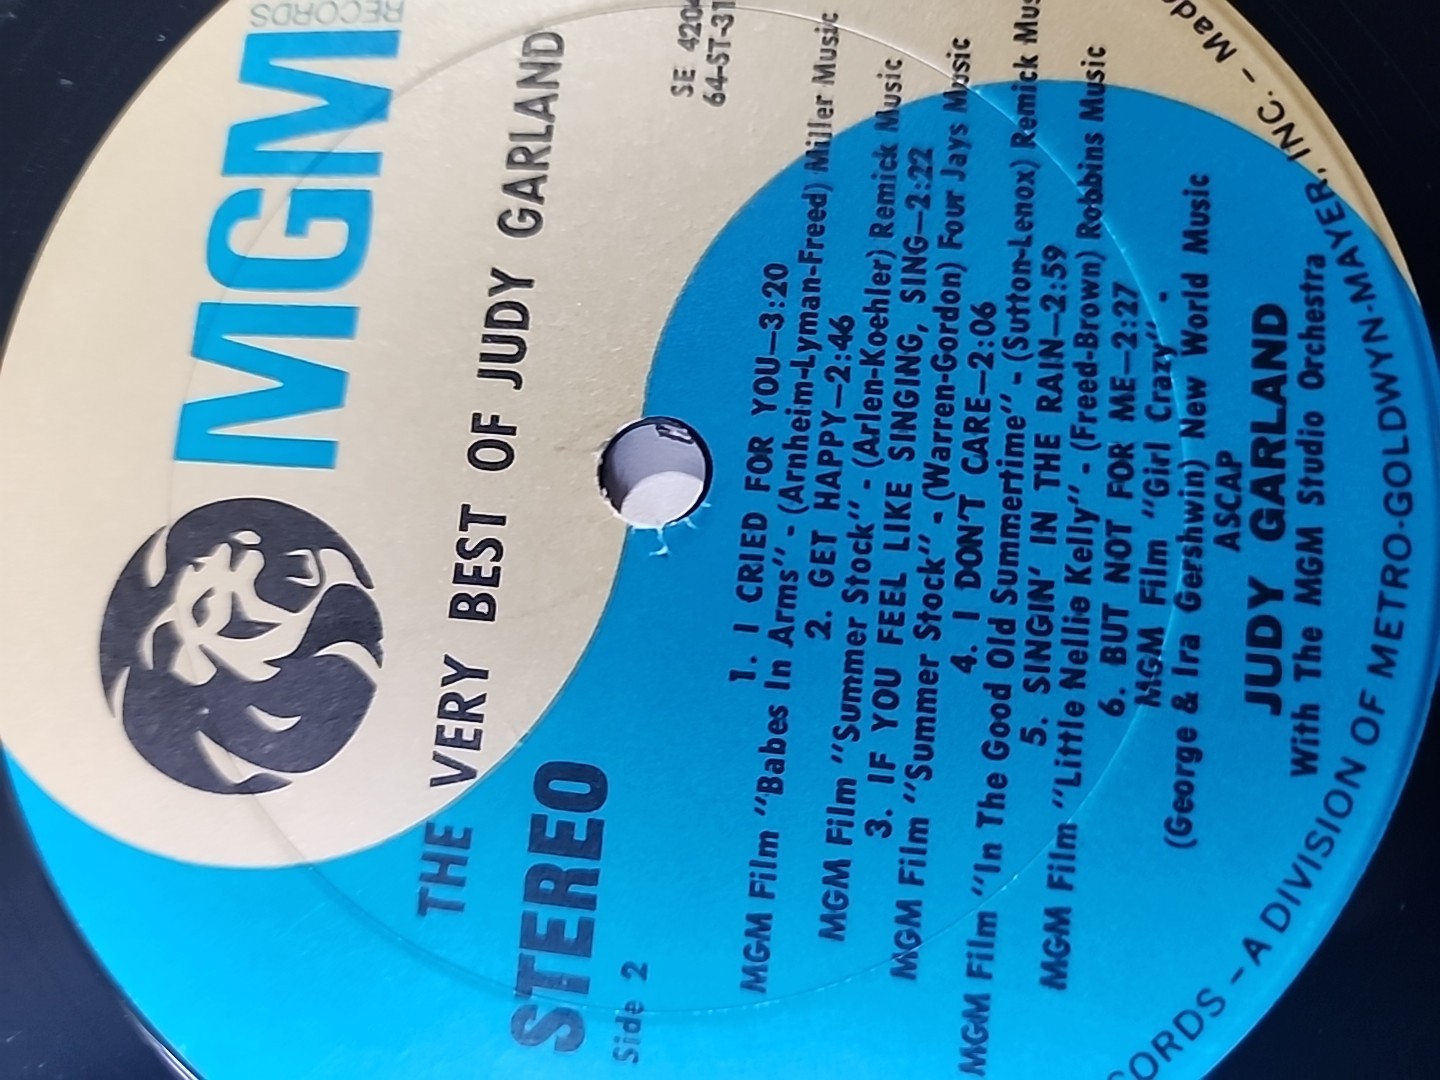 MGM
RECORDS
THE VERY BEST OF JUDY GARLAND
STEREO
Side 2
SE 420
64-ST-31
1. I CRIED FOR YOU—3:20
MGM Film "Babes In Arms" - (Arnheim-Lyman-Freed) Miller Music
2. GET HAPPY—2:46
MGM Film "Summer Stock" - (Arlen-Koehler) Remick Music
3. IF YOU FEEL LIKE SINGING, SING—2:22
MGM Film "Summer Stock" - (Warren-Gordon) Four Jays Music
4. I DON'T CARE—2:06
MGM Film "In The Good Old Summertime" - (Sutton-Lenox) Remick Mus
5. SINGIN' IN THE RAIN—2:59
MGM Film "Little Nellie Kelly" - (Freed-Brown) Robbins Music
6. BUT NOT FOR ME—2:27
MGM Film "Girl Crazy" -
(George & Ira Gershwin) New World Music
ASCAP
JUDY GARLAND
With The MGM Studio Orchestra
CORDS – A DIVISION OF METRO-GOLDWYN-MAYER, INC. – Made